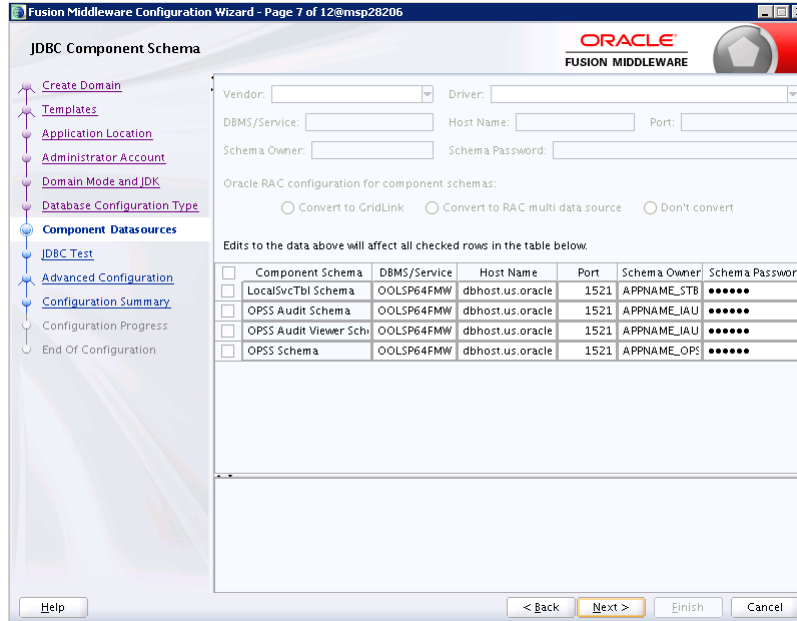 Fusion Middleware Configuration Wizard - Page 7 of 12@msp28206
JDBC Component Schema
ORACLE
FUSION MIDDLEWARE
Create Domain
Templates
Application Location
Administrator Account
Domain Mode and JDK
Database Configuration Type
Component Datasources
JDBC Test
Advanced Configuration
Configuration Summary
Configuration Progress
End Of Configuration
Vendor: Driver:
DBMS/Service: Host Name: Port:
Schema Owner: Schema Password:
Oracle RAC configuration for component schemas:
Convert to GridLink Convert to RAC multi data source Don't convert
Edits to the data above will affect all checked rows in the table below.
Component Schema DBMS/Service Host Name Port Schema Owner Schema Passwor
LocalSvcTbl Schema OOLSP64FMW dbhost.us.oracle 1521 APPNAME_STB ●●●●●●
OPSS Audit Schema OOLSP64FMW dbhost.us.oracle 1521 APPNAME_IAU ●●●●●●
OPSS Audit Viewer Sch OOLSP64FMW dbhost.us.oracle 1521 APPNAME_IAU ●●●●●●
OPSS Schema OOLSP64FMW dbhost.us.oracle 1521 APPNAME_OPS ●●●●●●
Help < Back Next > Finish Cancel